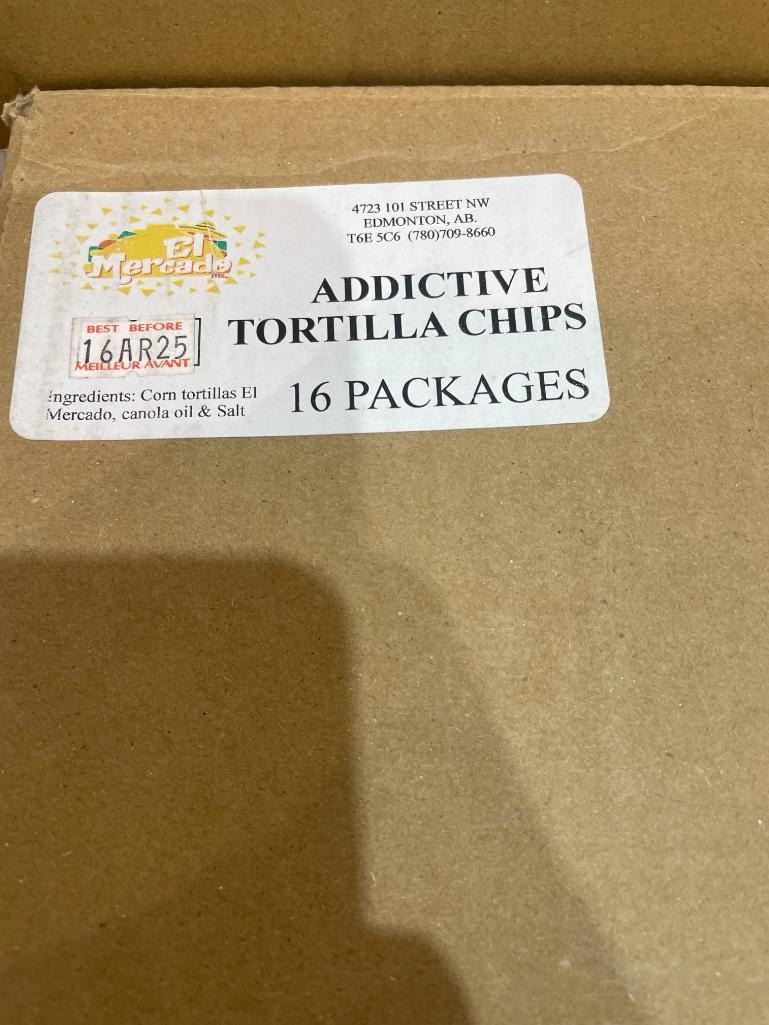 El
Mercado
4723 101 STREET NW
EDMONTON, AB.
T6E 5C6 (780)709-8660
ADDICTIVE
TORTILLA CHIPS
BEST BEFORE
16AR25
MEILLEUR AVANT
Ingredients: Corn tortillas El
Mercado, canola oil & Salt
16 PACKAGES